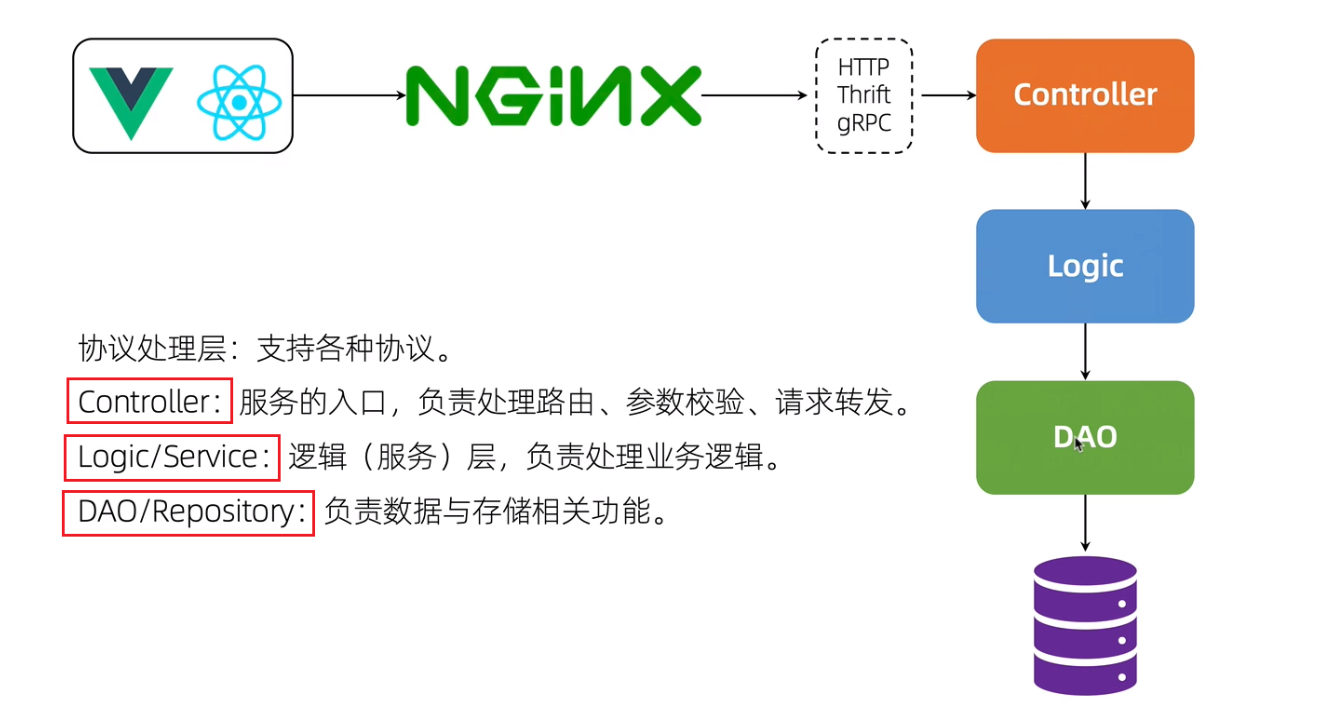 NGiNX
HTTP
Thrift
gRPC
Controller
Logic
DAO
协议处理层：支持各种协议。
Controller：服务的入口，负责处理路由、参数校验、请求转发。
Logic/Service：逻辑（服务）层，负责处理业务逻辑。
DAO/Repository：负责数据与存储相关功能。